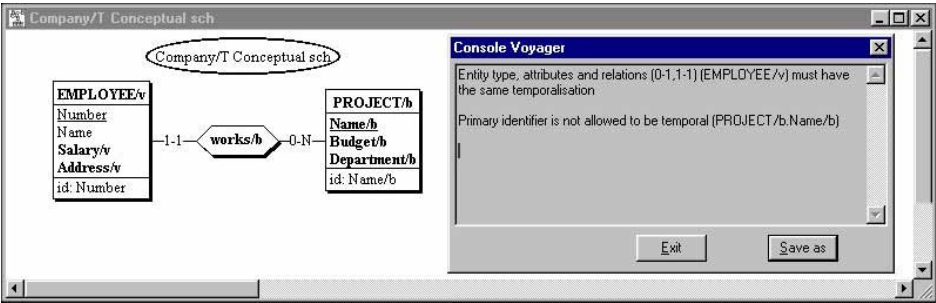 Company/T Conceptual sch
Company/T Conceptual sch
EMPLOYEE/v
Number
Name
Salary/v
Address/v
id: Number
1-1
works/b
0-N
PROJECT/b
Name/b
Budget/b
Department/b
id: Name/b
Console Voyager
Entity type, attributes and relations (0-1,1-1) (EMPLOYEE/v) must have
the same temporalisation
Primary identifier is not allowed to be temporal (PROJECT/b.Name/b)
Exit
Save as